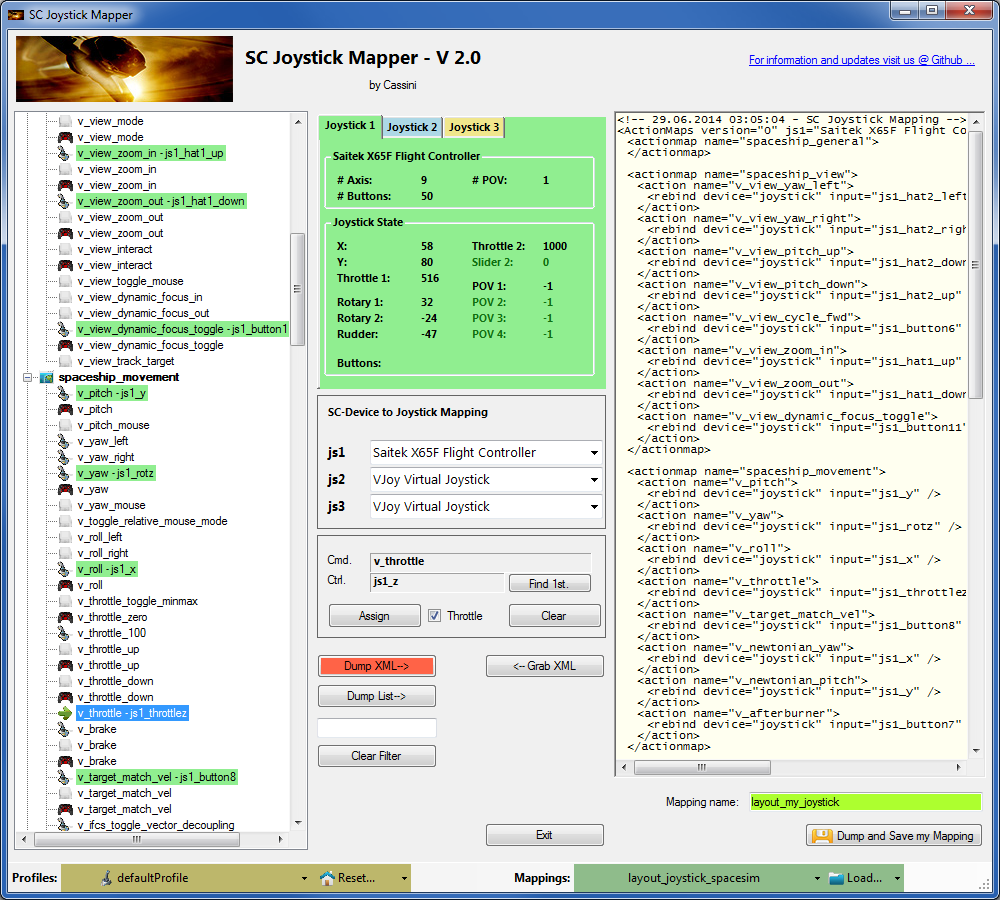 SC Joystick Mapper
SC Joystick Mapper - V 2.0
by Cassini
For information and updates visit us @ Github ...
v_view_mode
v_view_mode
v_view_zoom_in - js1_hat1_up
v_view_zoom_in
v_view_zoom_in
v_view_zoom_out - js1_hat1_down
v_view_zoom_out
v_view_zoom_out
v_view_interact
v_view_interact
v_view_toggle_mouse
v_view_dynamic_focus_in
v_view_dynamic_focus_out
v_view_dynamic_focus_toggle - js1_button1
v_view_dynamic_focus_toggle
v_view_track_target
spaceship_movement
v_pitch - js1_y
v_pitch
v_pitch_mouse
v_yaw_left
v_yaw_right
v_yaw - js1_rotz
v_yaw
v_yaw_mouse
v_toggle_relative_mouse_mode
v_roll_left
v_roll_right
v_roll - js1_x
v_roll
v_throttle_toggle_minmax
v_throttle_zero
v_throttle_100
v_throttle_up
v_throttle_up
v_throttle_down
v_throttle_down
v_throttle - js1_throttlez
v_brake
v_brake
v_brake
v_target_match_vel - js1_button8
v_target_match_vel
v_target_match_vel
v_ifcs_toggle_vector_decoupling
Joystick 1 Joystick 2 Joystick 3
Saitek X65F Flight Controller
# Axis: 9 # POV: 1
# Buttons: 50
Joystick State
X: 58 Throttle 2: 1000
Y: 80 Slider 2: 0
Throttle 1: 516
POV 1: -1
Rotary 1: 32 POV 2: -1
Rotary 2: -24 POV 3: -1
Rudder: -47 POV 4: -1
Buttons:
SC-Device to Joystick Mapping
js1 Saitek X65F Flight Controller
js2 VJoy Virtual Joystick
js3 VJoy Virtual Joystick
Cmd. v_throttle
Ctrl. js1_z Find 1st.
Assign Throttle Clear
Dump XML--> <-- Grab XML
Dump List-->
Clear Filter
Exit
<!-- 29.06.2014 03:05:04 - SC Joystick Mapping -->
<ActionMaps version="0" js1="Saitek X65F Flight Co
<actionmap name="spaceship_general">
</actionmap>
<actionmap name="spaceship_view">
<action name="v_view_yaw_left">
<rebind device="joystick" input="js1_hat2_left
</action>
<action name="v_view_yaw_right">
<rebind device="joystick" input="js1_hat2_righ
</action>
<action name="v_view_pitch_up">
<rebind device="joystick" input="js1_hat2_down
</action>
<action name="v_view_pitch_down">
<rebind device="joystick" input="js1_hat2_up"
</action>
<action name="v_view_cycle_fwd">
<rebind device="joystick" input="js1_button6"
</action>
<action name="v_view_zoom_in">
<rebind device="joystick" input="js1_hat1_up"
</action>
<action name="v_view_zoom_out">
<rebind device="joystick" input="js1_hat1_down
</action>
<action name="v_view_dynamic_focus_toggle">
<rebind device="joystick" input="js1_button11"
</action>
</actionmap>
<actionmap name="spaceship_movement">
<action name="v_pitch">
<rebind device="joystick" input="js1_y" />
</action>
<action name="v_yaw">
<rebind device="joystick" input="js1_rotz" />
</action>
<action name="v_roll">
<rebind device="joystick" input="js1_x" />
</action>
<action name="v_throttle">
<rebind device="joystick" input="js1_throttlez
</action>
<action name="v_target_match_vel">
<rebind device="joystick" input="js1_button8"
</action>
<action name="v_newtonian_yaw">
<rebind device="joystick" input="js1_x" />
</action>
<action name="v_newtonian_pitch">
<rebind device="joystick" input="js1_y" />
</action>
<action name="v_afterburner">
<rebind device="joystick" input="js1_button7"
</action>
</actionmap>
Mapping name: layout_my_joystick
Dump and Save my Mapping
Profiles: defaultProfile Reset... Mappings: layout_joystick_spacesim Load...